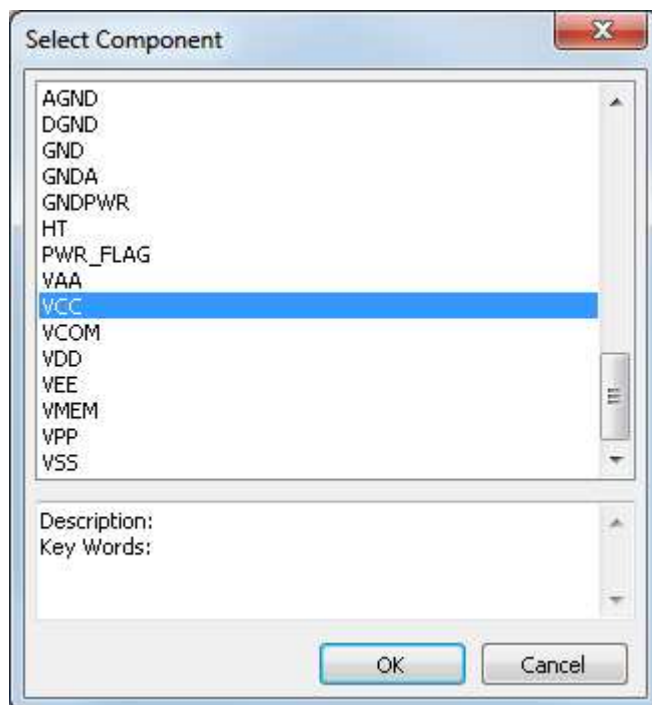 Select Component
AGND
DGND
GND
GNDA
GNDPWR
HT
PWR_FLAG
VAA
VCC
VCOM
VDD
VEE
VMEM
VPP
VSS
Description:
Key Words:
OK Cancel